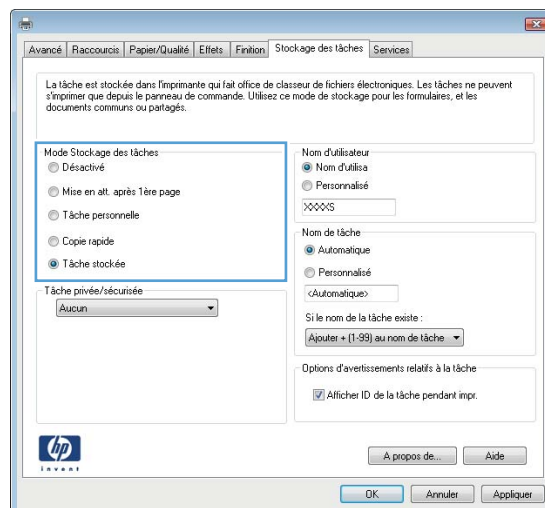 Avancé Raccourcis Papier/Qualité Effets Finition Stockage des tâches Services
La tâche est stockée dans l'imprimante qui fait office de classeur de fichiers électroniques. Les tâches ne peuvent
s'imprimer que depuis le panneau de commande. Utilisez ce mode de stockage pour les formulaires, et les
documents communs ou partagés.
Mode Stockage des tâches
Désactivé
Mise en att. après 1ère page
Tâche personnelle
Copie rapide
Tâche stockée
Tâche privée/sécurisée
Aucun
Nom d'utilisateur
Nom d'utilisa
Personnalisé
XXXXS
Nom de tâche
Automatique
Personnalisé
<Automatique>
Si le nom de la tâche existe :
Ajouter + (1-99) au nom de tâche
Options d'avertissements relatifs à la tâche
Afficher ID de la tâche pendant impr.
hp
invent
A propos de... Aide
OK Annuler Appliquer